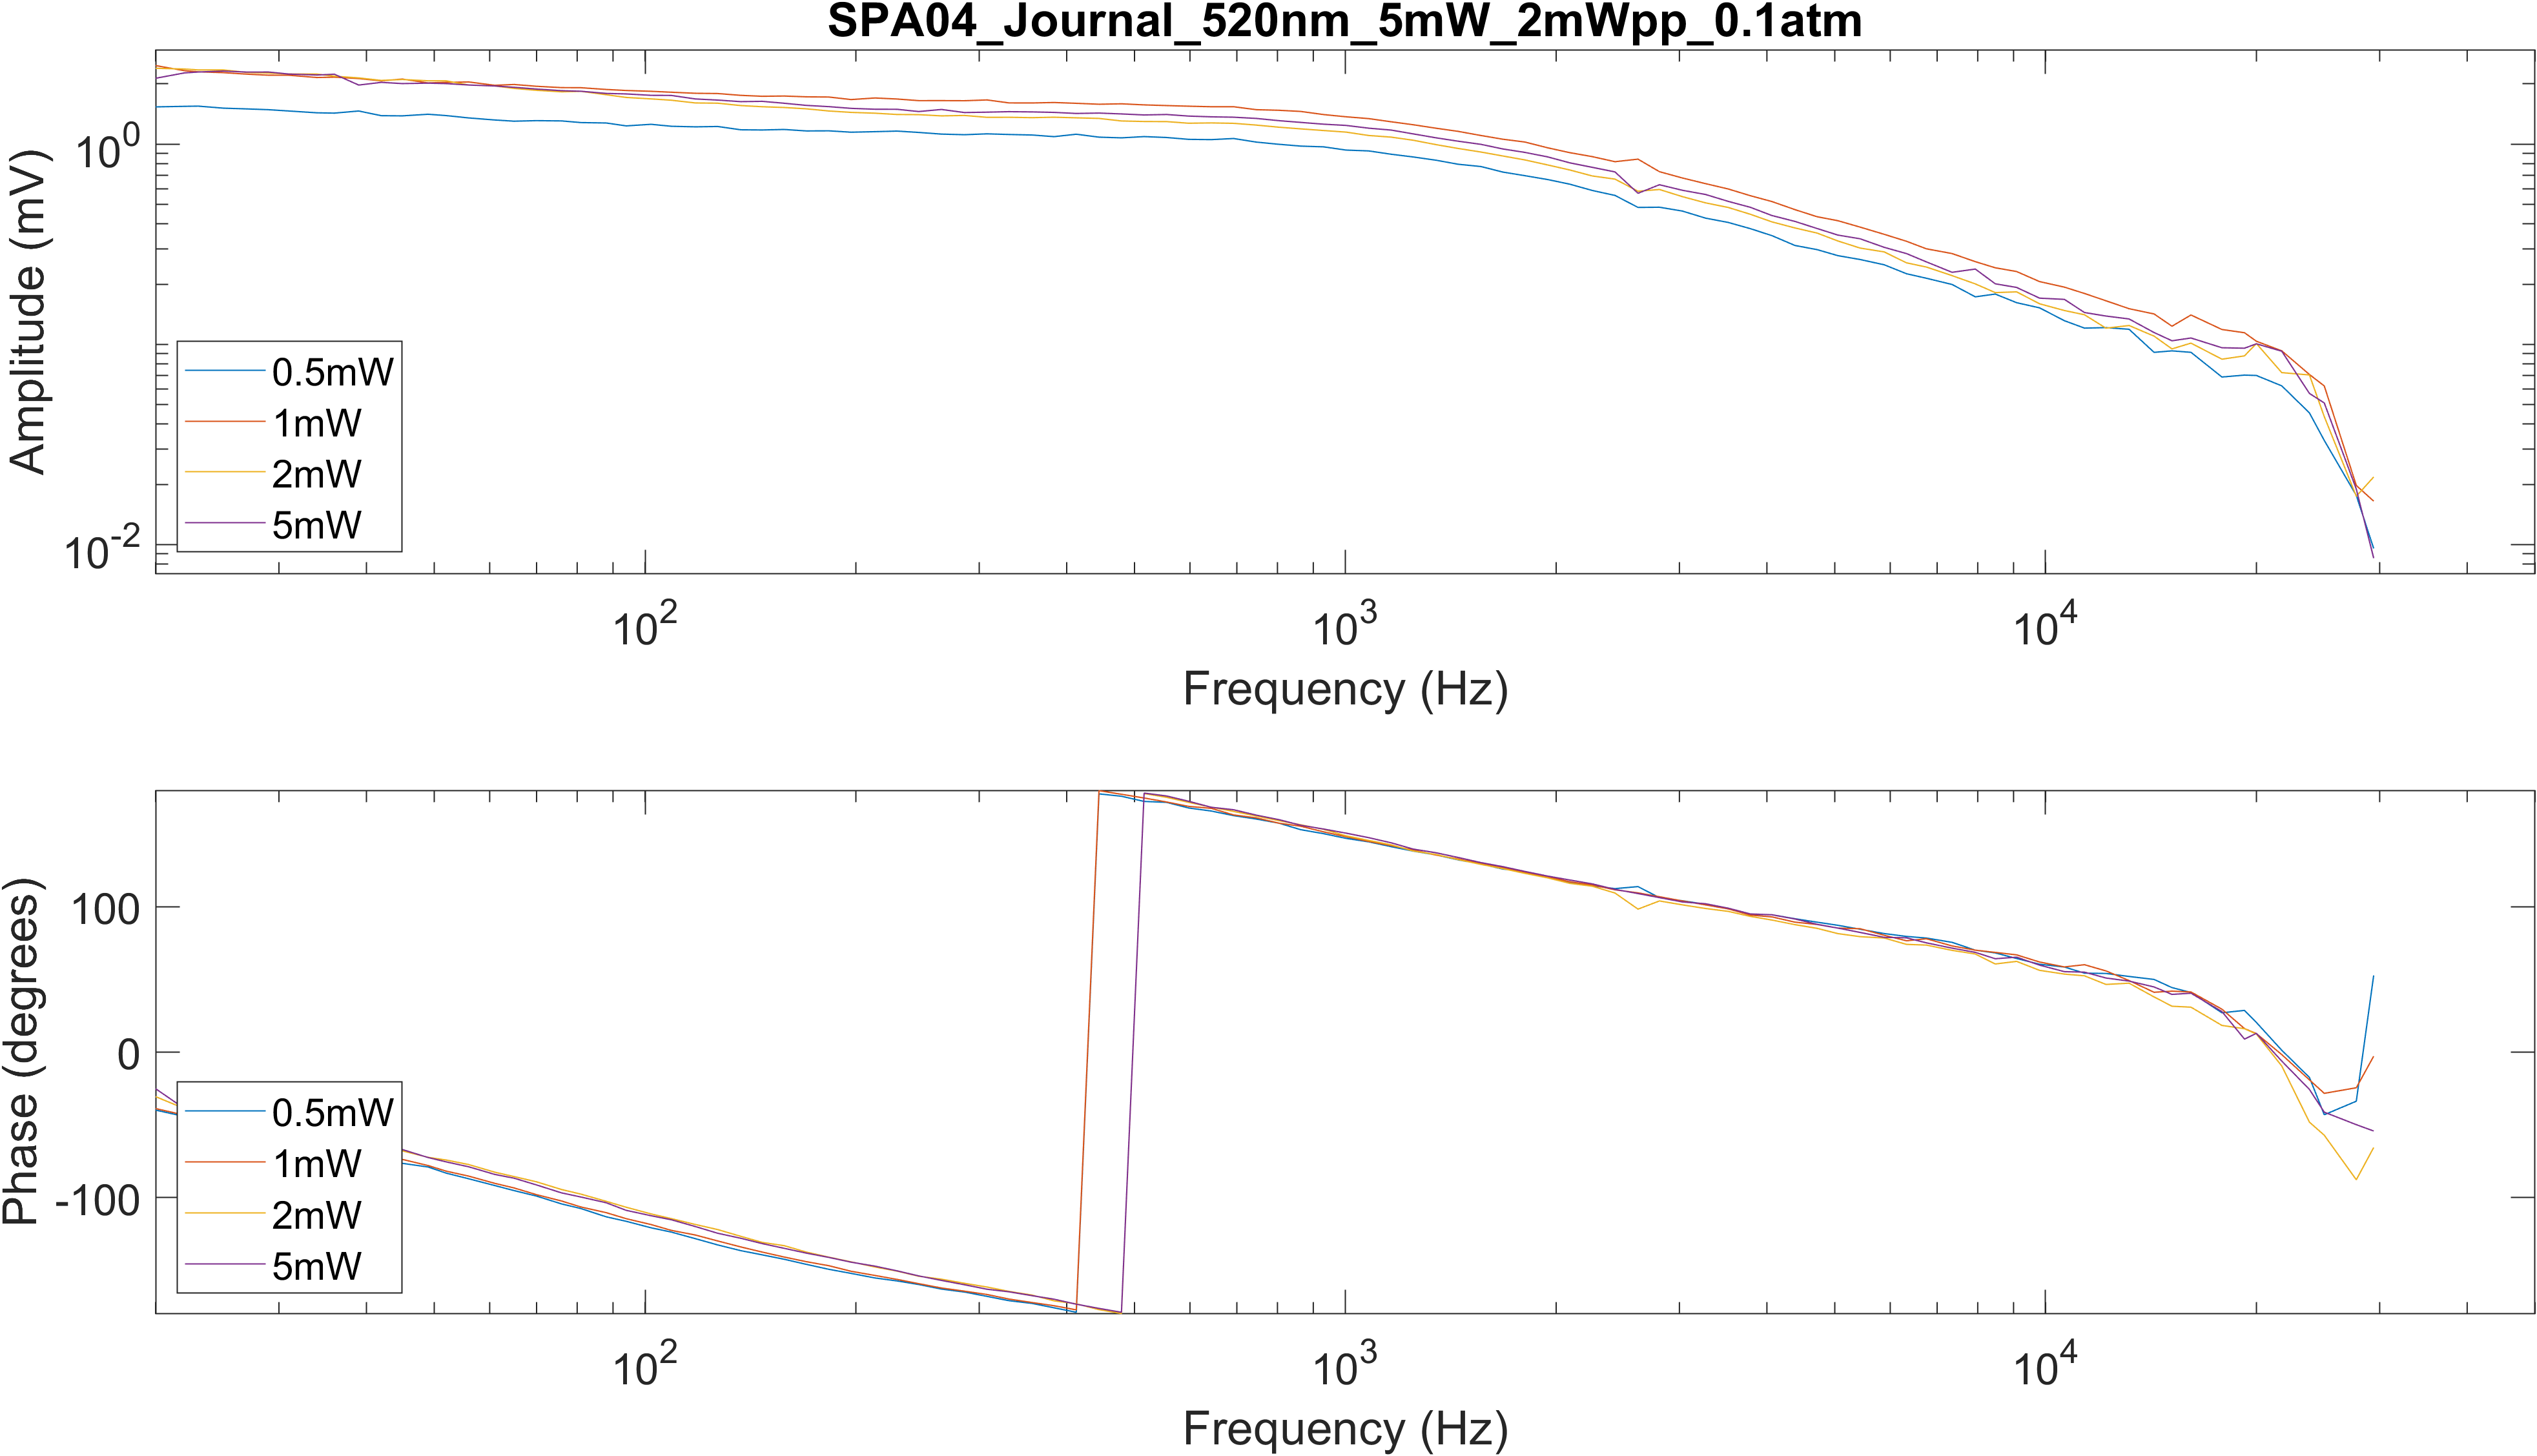 SPA04_Journal_520nm_5mW_2mWpp_0.1atm
Amplitude (mV)
10^0
10^-2
0.5mW
1mW
2mW
5mW
10^2
10^3
10^4
Frequency (Hz)
Phase (degrees)
100
0
-100
0.5mW
1mW
2mW
5mW
10^2
10^3
10^4
Frequency (Hz)